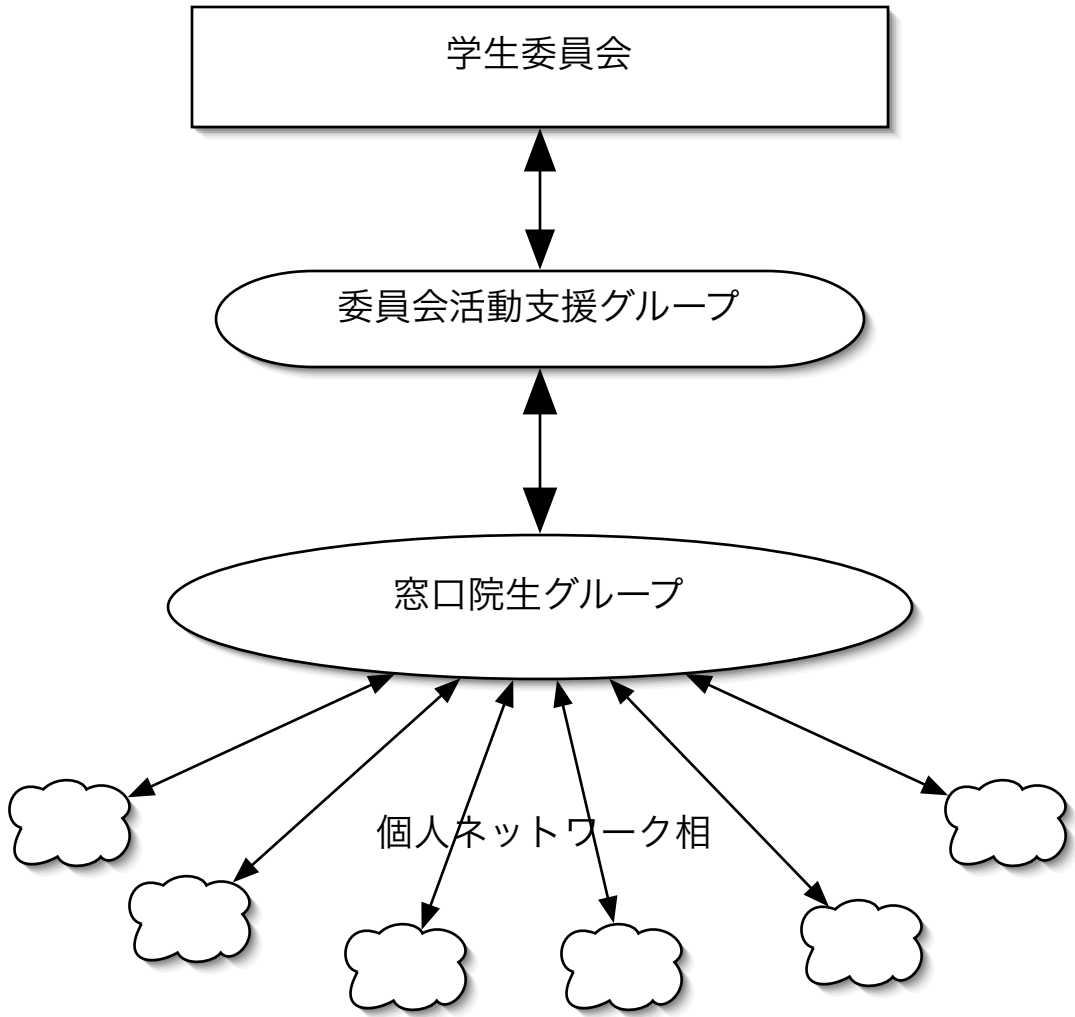 学生委員会
委員会活動支援グループ
窓口院生グループ
個人ネットワーク相